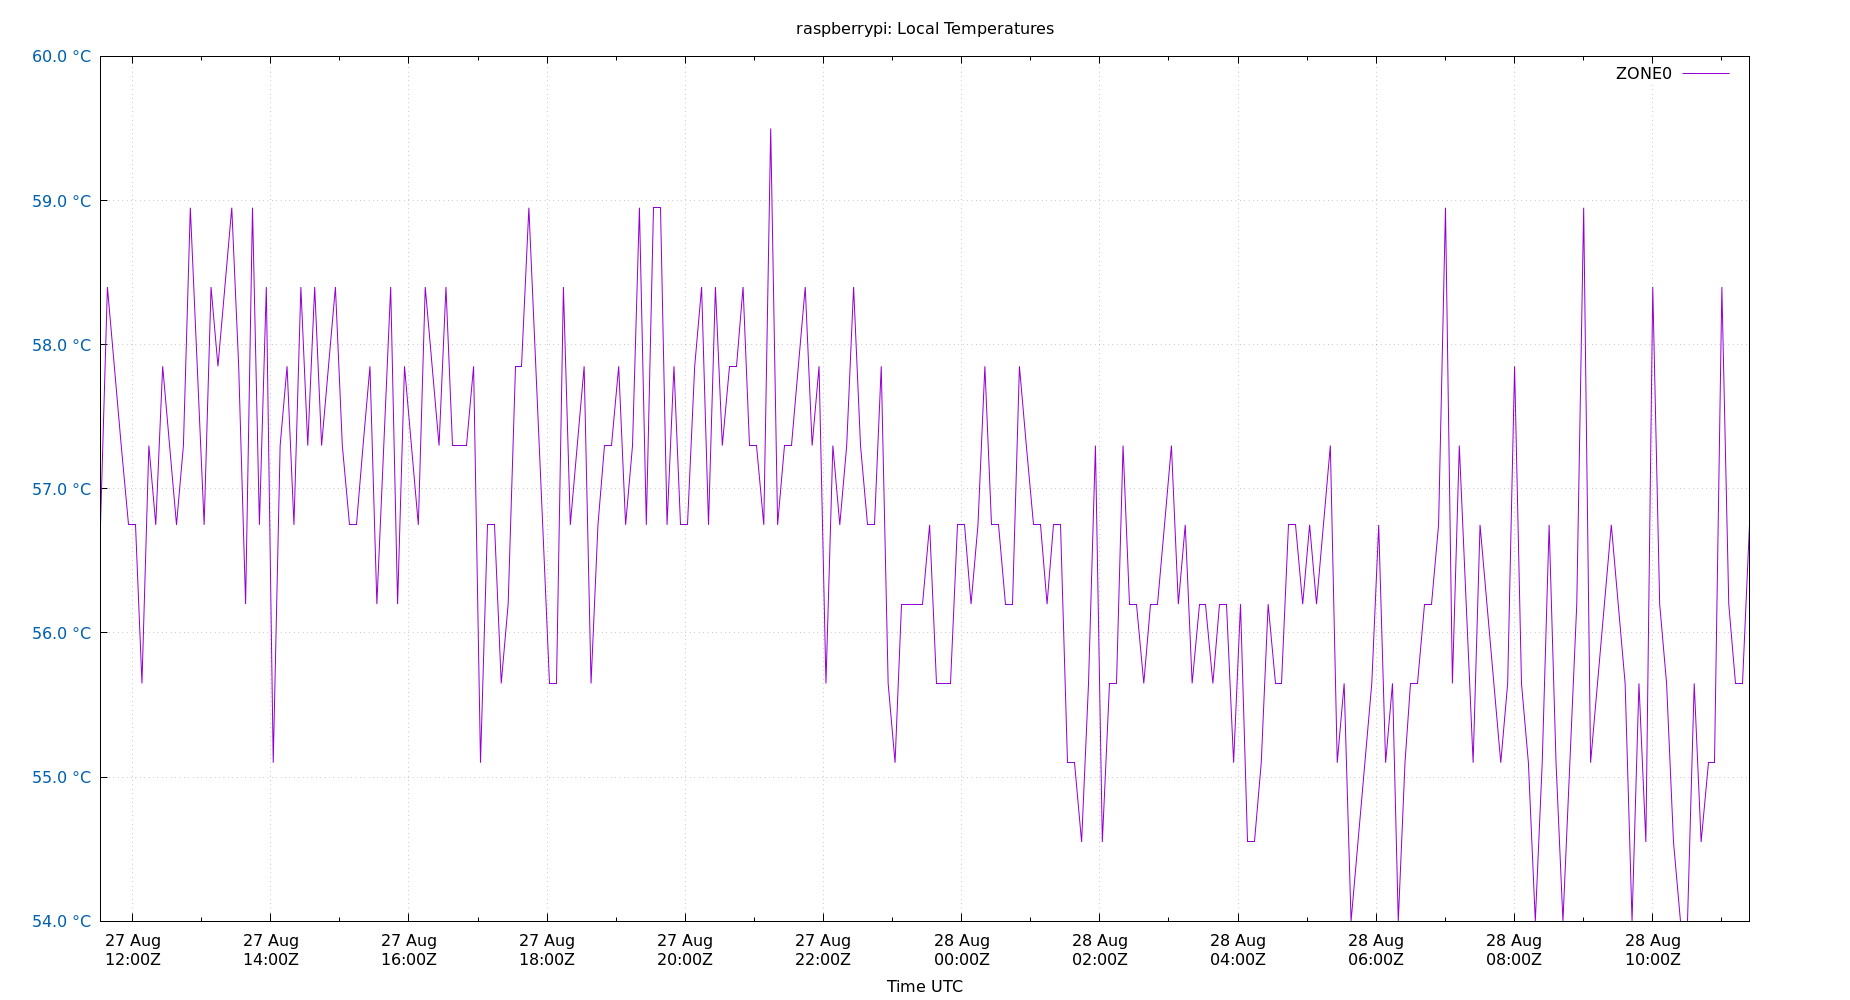 raspberrypi: Local Temperatures
60.0 °C
59.0 °C
58.0 °C
57.0 °C
56.0 °C
55.0 °C
54.0 °C
ZONE0
27 Aug 27 Aug 27 Aug 27 Aug 27 Aug 27 Aug 28 Aug 28 Aug 28 Aug 28 Aug 28 Aug 28 Aug
12:00Z 14:00Z 16:00Z 18:00Z 20:00Z 22:00Z 00:00Z 02:00Z 04:00Z 06:00Z 08:00Z 10:00Z
Time UTC